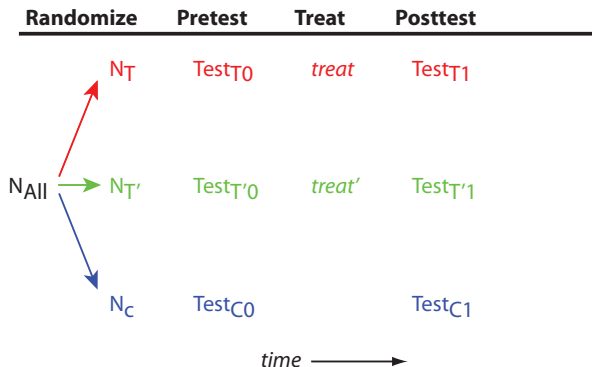 Randomize Pretest Treat Posttest
N_T Test_T0 treat Test_T1
N_All N_T' Test_T'0 treat' Test_T'1
N_c Test_C0 Test_C1
time